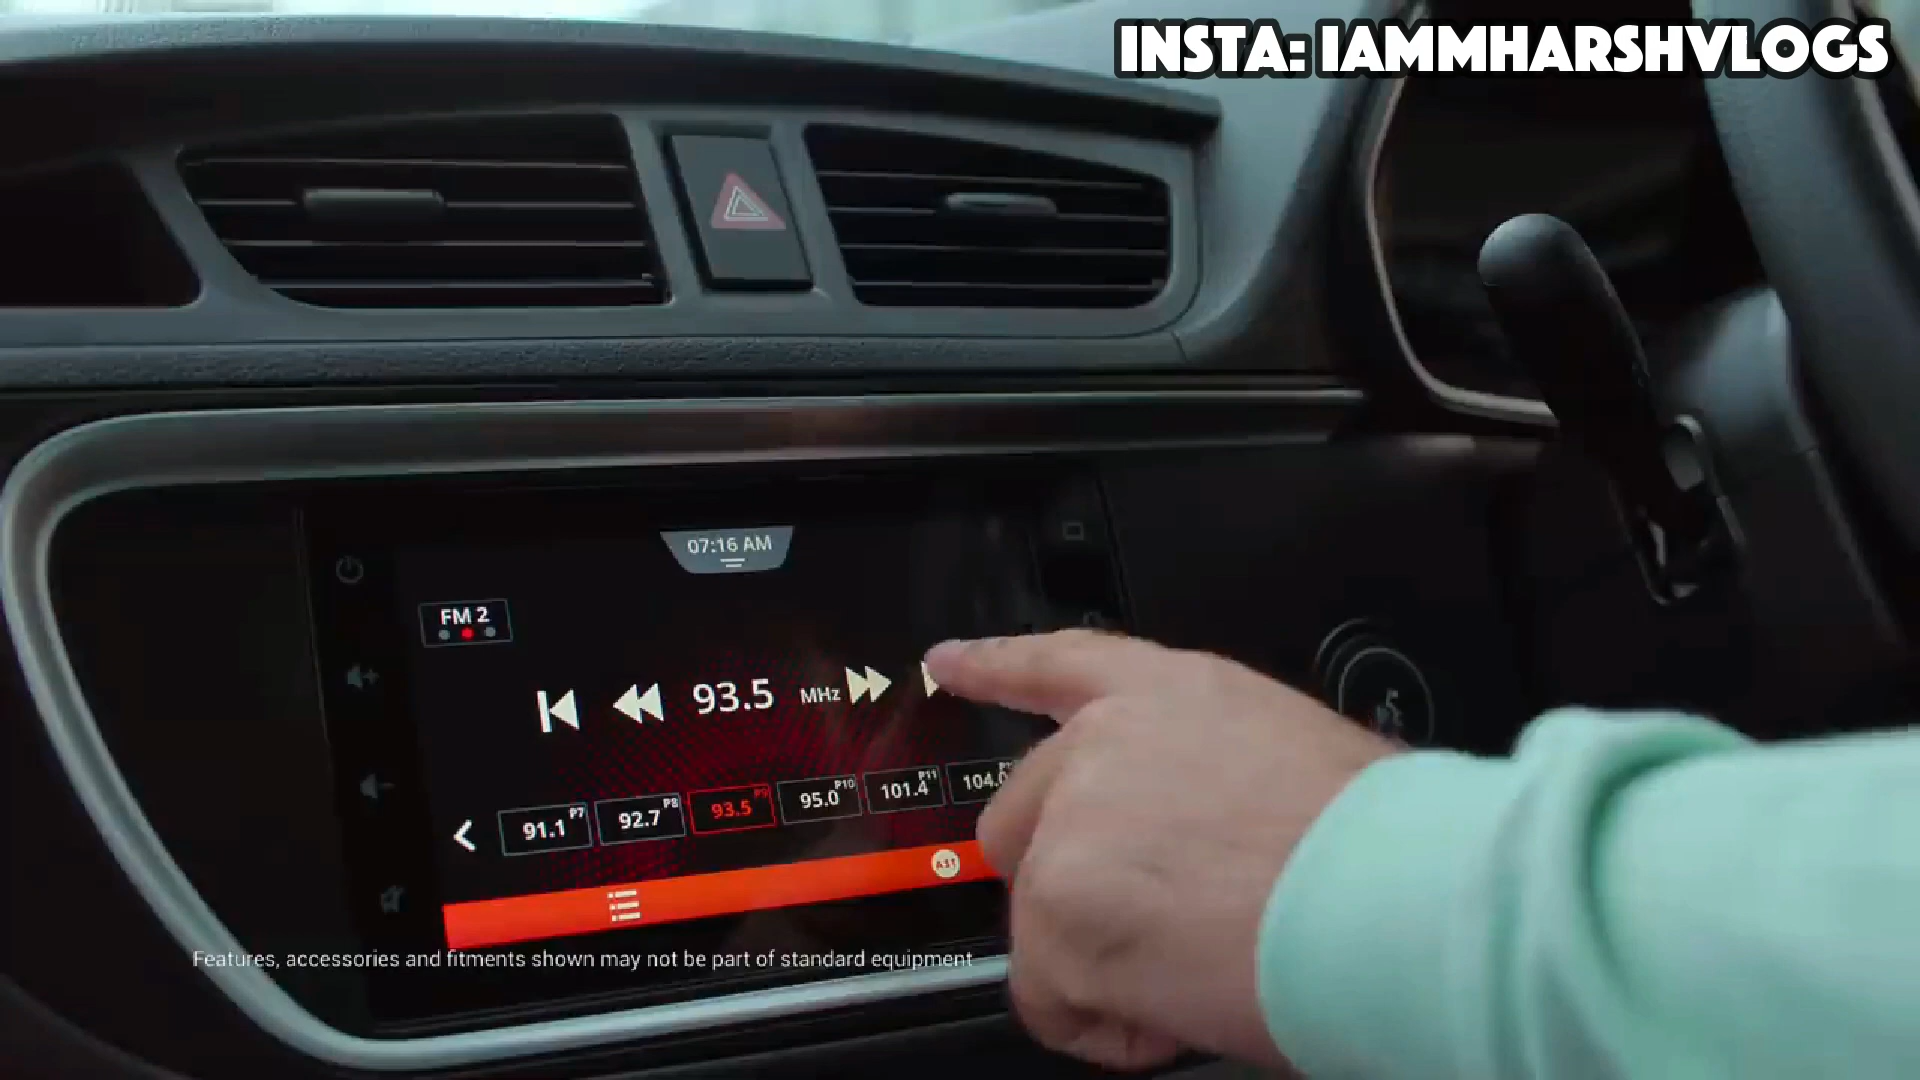 INSTA: IAMMHARSHVLOGS
07:16 AM
FM 2
93.5 MHz
91.1 P7
92.7 P8
93.5 P9
95.0 P10
101.4 P11
104.0
AST
Features, accessories and fitments shown may not be part of standard equipment